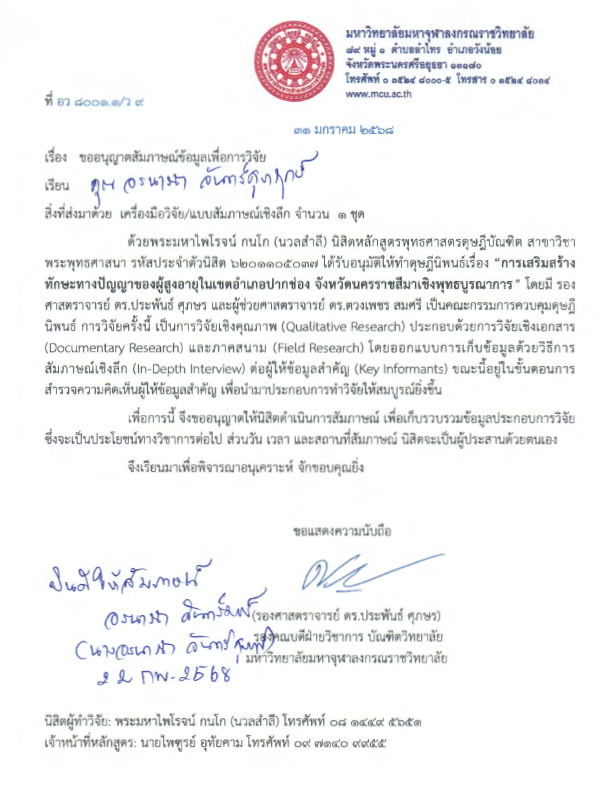 มหาวิทยาลัยมหาจุฬาลงกรณราชวิทยาลัย
๗๙ หมู่ ๑ ตำบลลำไทร อำเภอวังน้อย
จังหวัดพระนครศรีอยุธยา ๑๓๑๗๐
โทรศัพท์ ๐ ๓๕๒๔ ๘๐๐๐-๕ โทรสาร ๐ ๓๕๒๔ ๘๐๓๔
www.mcu.ac.th
ที่ อว ๘๐๐๑.๑/ว ๙
๓๑ มกราคม ๒๕๖๘
เรื่อง ขออนุญาตสัมภาษณ์ข้อมูลเพื่อการวิจัย
เรียน คุณ อรนาฬา
สิ่งที่ส่งมาด้วย เครื่องมือวิจัย/แบบสัมภาษณ์เชิงลึก จำนวน ๑ ชุด
ด้วยพระมหาไพโรจน์ กนโก (นวลสำลี) นิสิตหลักสูตรพุทธศาสตรดุษฎีบัณฑิต สาขาวิชา
พระพุทธศาสนา รหัสประจำตัวนิสิต ๖๒๐๑๑๐๕๐๓๗ ได้รับอนุมัติให้ทำดุษฎีนิพนธ์เรื่อง "การเสริมสร้าง
ทักษะทางปัญญาของผู้สูงอายุในเขตอำเภอปากช่อง จังหวัดนครราชสีมาเชิงพุทธบูรณาการ" โดยมี รอง
ศาสตราจารย์ ดร.ประพันธ์ ศุภษร และผู้ช่วยศาสตราจารย์ ดร.ดวงเพชร สมศรี เป็นคณะกรรมการควบคุมดุษฎี
นิพนธ์ การวิจัยครั้งนี้ เป็นการวิจัยเชิงคุณภาพ (Qualitative Research) ประกอบด้วยการวิจัยเชิงเอกสาร
(Documentary Research) และภาคสนาม (Field Research) โดยออกแบบการเก็บข้อมูลด้วยวิธีการ
สัมภาษณ์เชิงลึก (In-Depth Interview) ต่อผู้ให้ข้อมูลสำคัญ (Key Informants) ขณะนี้อยู่ในขั้นตอนการ
สำรวจความคิดเห็นผู้ให้ข้อมูลสำคัญ เพื่อนำมาประกอบการทำวิจัยให้สมบูรณ์ยิ่งขึ้น
เพื่อการนี้ จึงขออนุญาตให้นิสิตดำเนินการสัมภาษณ์ เพื่อเก็บรวบรวมข้อมูลประกอบการวิจัย
ซึ่งจะเป็นประโยชน์ทางวิชาการต่อไป ส่วนวัน เวลา และสถานที่สัมภาษณ์ นิสิตจะเป็นผู้ประสานด้วยตนเอง
จึงเรียนมาเพื่อพิจารณาอนุเคราะห์ จักขอบคุณยิ่ง
ขอแสดงความนับถือ
ยินดีให้สัมภาษณ์
(รองศาสตราจารย์ ดร.ประพันธ์ ศุภษร)
รองคณบดีฝ่ายวิชาการ บัณฑิตวิทยาลัย
มหาวิทยาลัยมหาจุฬาลงกรณราชวิทยาลัย
22 กพ. 2568
นิสิตผู้ทำวิจัย: พระมหาไพโรจน์ กนโก (นวลสำลี) โทรศัพท์ ๐๘ ๑๔๔๙ ๕๖๕๑
เจ้าหน้าที่หลักสูตร: นายไพฑูรย์ อุทัยคาม โทรศัพท์ ๐๙ ๗๑๔๐ ๙๙๕๕